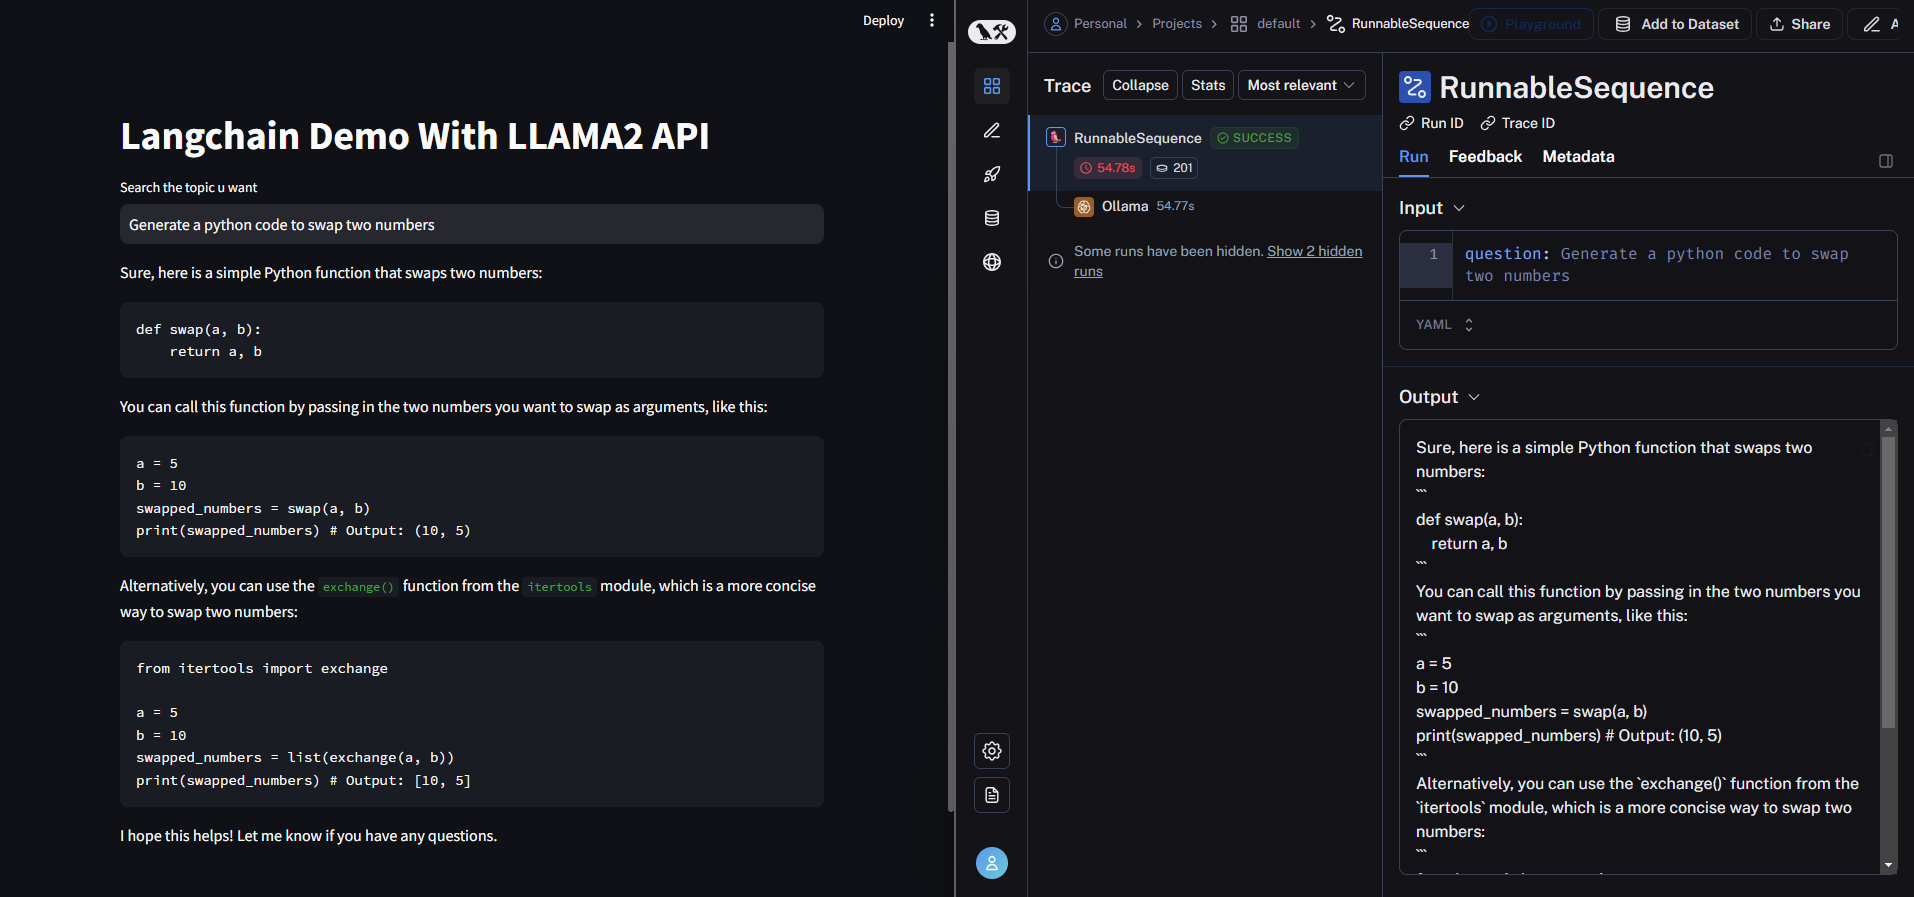 Deploy
Langchain Demo With LLAMA2 API
Search the topic u want
Generate a python code to swap two numbers
Sure, here is a simple Python function that swaps two numbers:
def swap(a, b):
    return a, b
You can call this function by passing in the two numbers you want to swap as arguments, like this:
a = 5
b = 10
swapped_numbers = swap(a, b)
print(swapped_numbers) # Output: (10, 5)
Alternatively, you can use the exchange() function from the itertools module, which is a more concise
way to swap two numbers:
from itertools import exchange
a = 5
b = 10
swapped_numbers = list(exchange(a, b))
print(swapped_numbers) # Output: [10, 5]
I hope this helps! Let me know if you have any questions.
Personal > Projects > default > RunnableSequence
Playground
Add to Dataset
Share
A
Trace
Collapse
Stats
Most relevant
RunnableSequence
SUCCESS
54.78s
201
Ollama 54.77s
Some runs have been hidden. Show 2 hidden
runs
RunnableSequence
Run ID
Trace ID
Run
Feedback
Metadata
Input
1
question: Generate a python code to swap
two numbers
YAML
Output
Sure, here is a simple Python function that swaps two
numbers:
```
def swap(a, b):
    return a, b
```
You can call this function by passing in the two numbers you
want to swap as arguments, like this:
```
a = 5
b = 10
swapped_numbers = swap(a, b)
print(swapped_numbers) # Output: (10, 5)
```
Alternatively, you can use the `exchange()` function from the
`itertools` module, which is a more concise way to swap two
numbers:
```